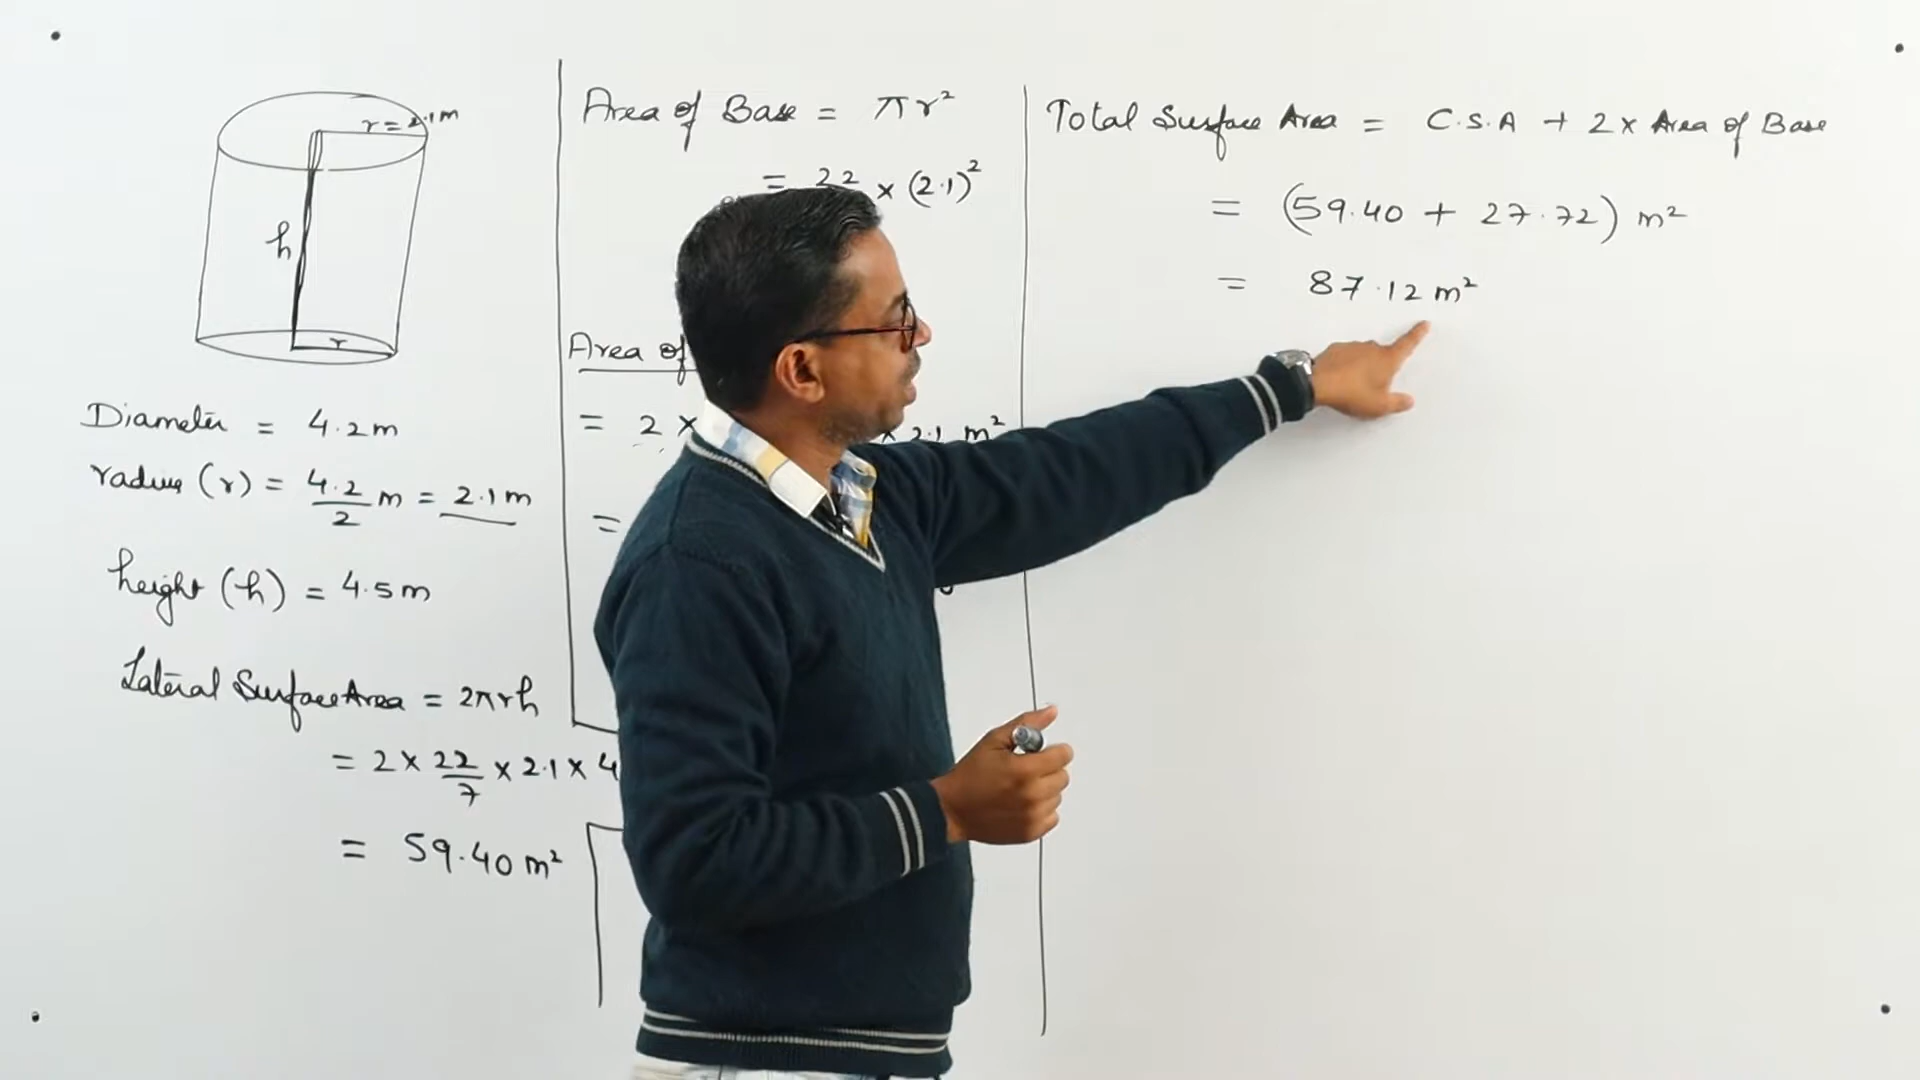 r = 2.1m
h
r
Diameter = 4.2m
radius (r) = 4.2/2 m = 2.1m
height (h) = 4.5m
Lateral Surface Area = 2πrh
= 2 × 22/7 × 2.1 × 4
= 59.40 m²
Area of Base = πr²
= 22 × (2.1)²
Area of
= 2 × × 2.1 m²
=
Total Surface Area = C.S.A + 2 × Area of Base
= (59.40 + 27.72) m²
= 87.12 m²